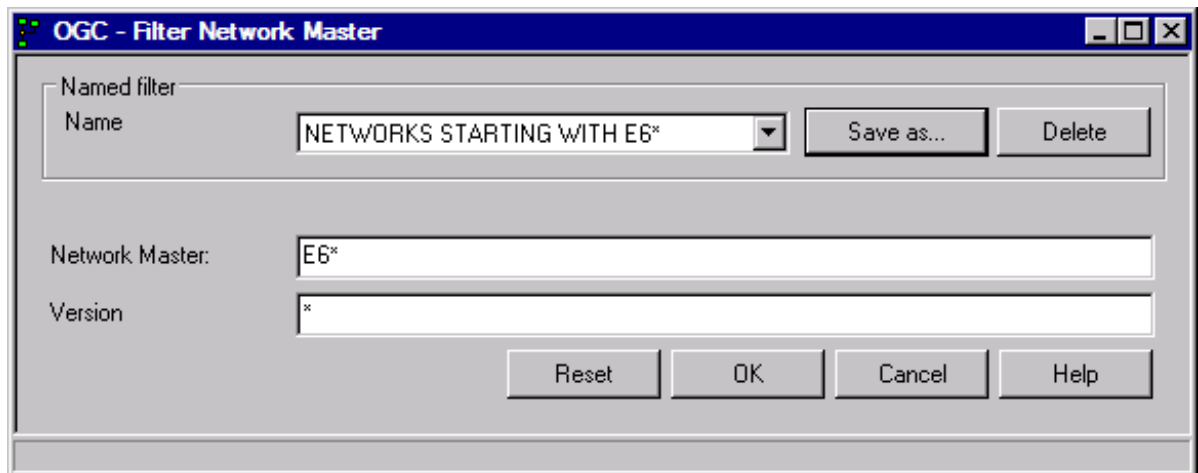 OGC - Filter Network Master
Named filter
Name
NETWORKS STARTING WITH E6*
Save as...
Delete
Network Master:
E6*
Version
*
Reset
OK
Cancel
Help